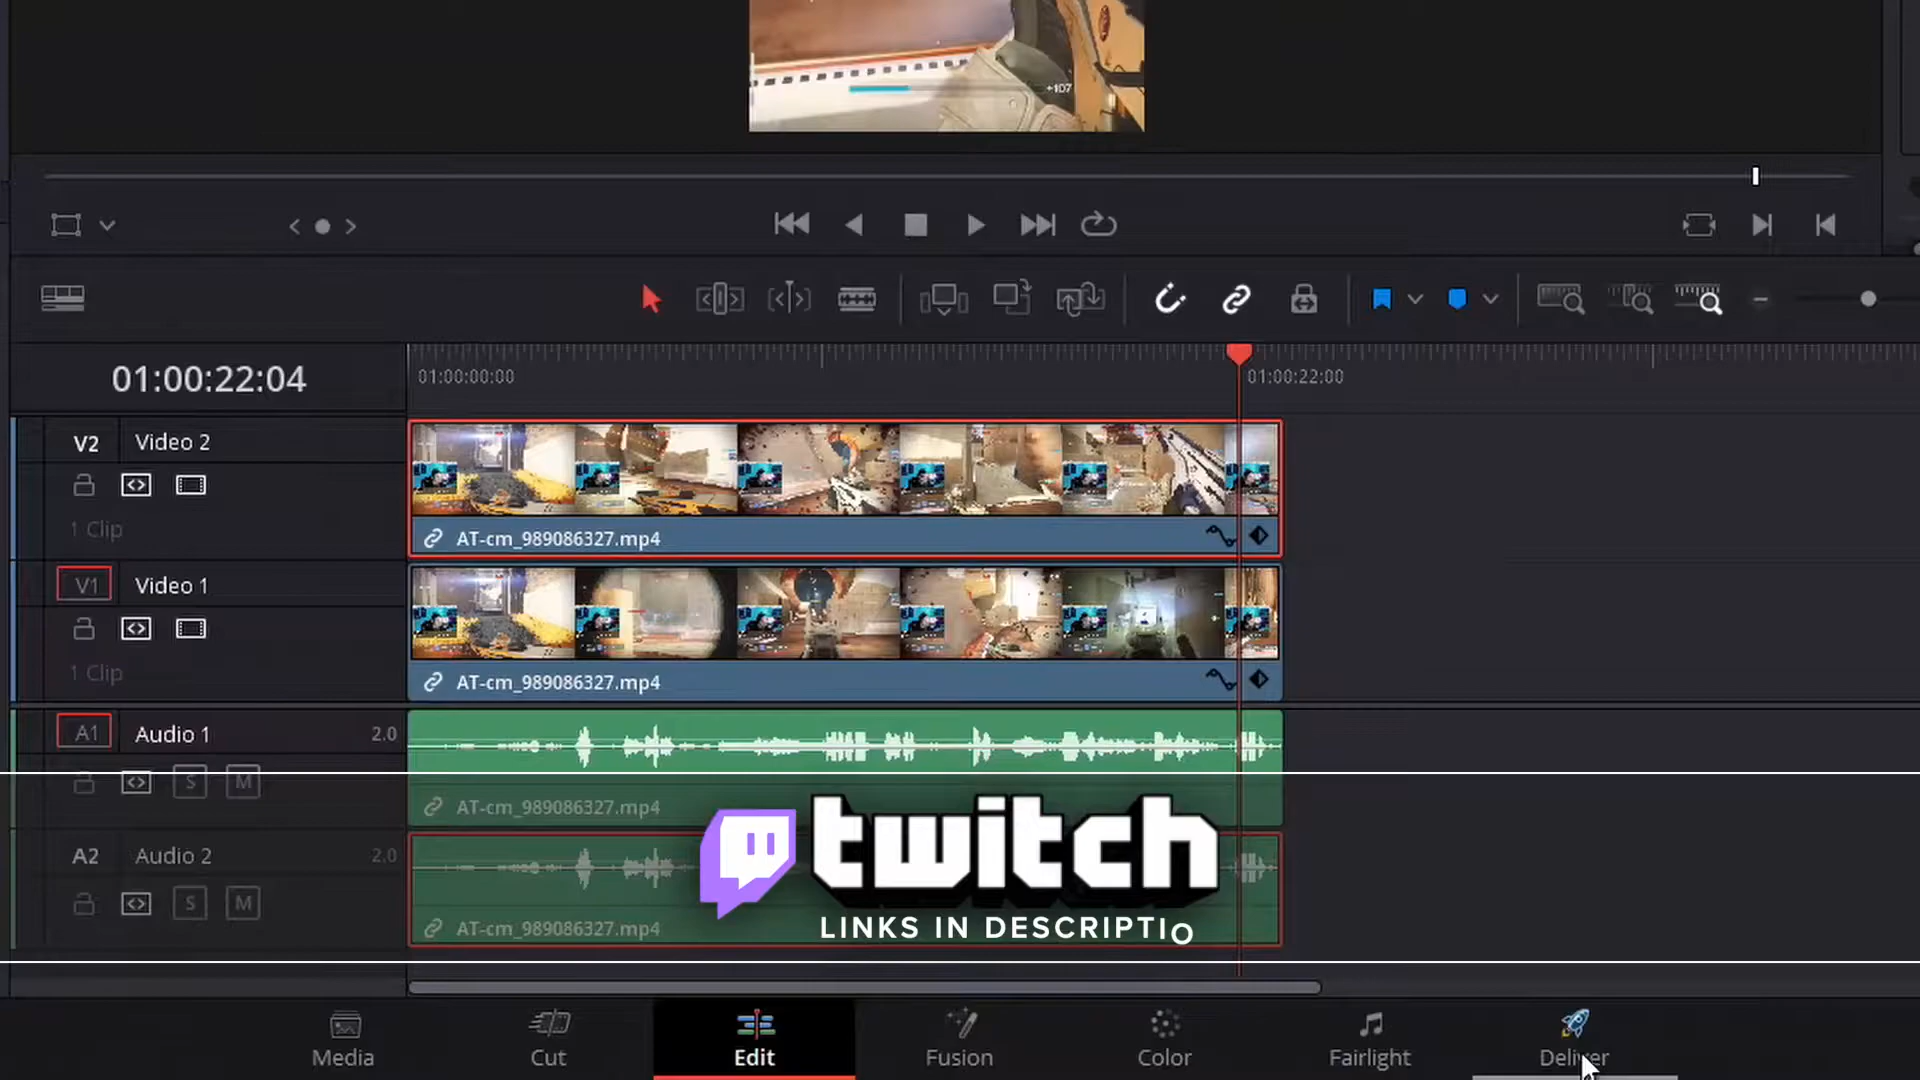 +107
01:00:22:04
01:00:00:00
01:00:22:00
V2 Video 2
1 Clip
AT-cm_989086327.mp4
V1 Video 1
1 Clip
AT-cm_989086327.mp4
A1 Audio 1 2.0
S M
AT-cm_989086327.mp4
A2 Audio 2 2.0
S M
AT-cm_989086327.mp4
twitch
LINKS IN DESCRIPTIO
Media Cut Edit Fusion Color Fairlight Deliver